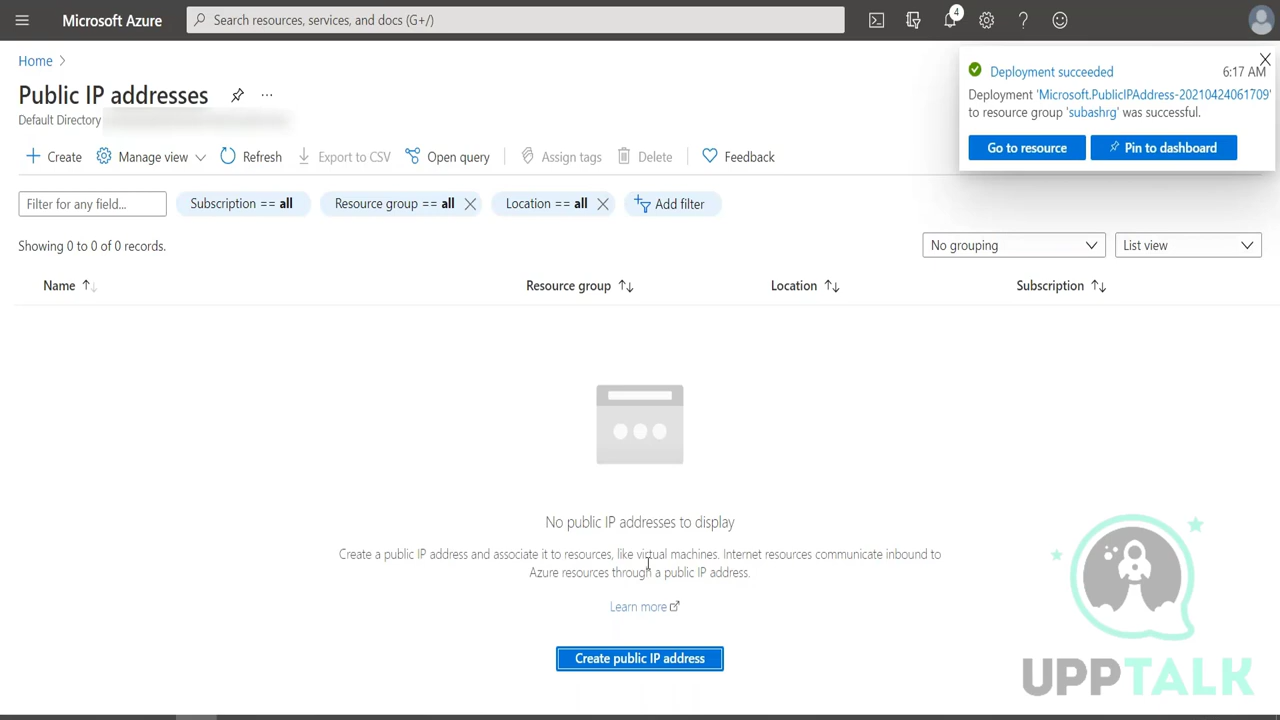 Microsoft Azure
Search resources, services, and docs (G+/)
4
Home
Public IP addresses
...
Default Directory
Create
Manage view
Refresh
Export to CSV
Open query
Assign tags
Delete
Feedback
Deployment succeeded
6:17 AM
Deployment 'Microsoft.PublicIPAddress-20210424061709'
to resource group 'subashrg' was successful.
Go to resource
Pin to dashboard
Filter for any field...
Subscription == all
Resource group == all
Location == all
Add filter
Showing 0 to 0 of 0 records.
No grouping
List view
Name
Resource group
Location
Subscription
No public IP addresses to display
Create a public IP address and associate it to resources, like virtual machines. Internet resources communicate inbound to
Azure resources through a public IP address.
Learn more
Create public IP address
UPPTALK